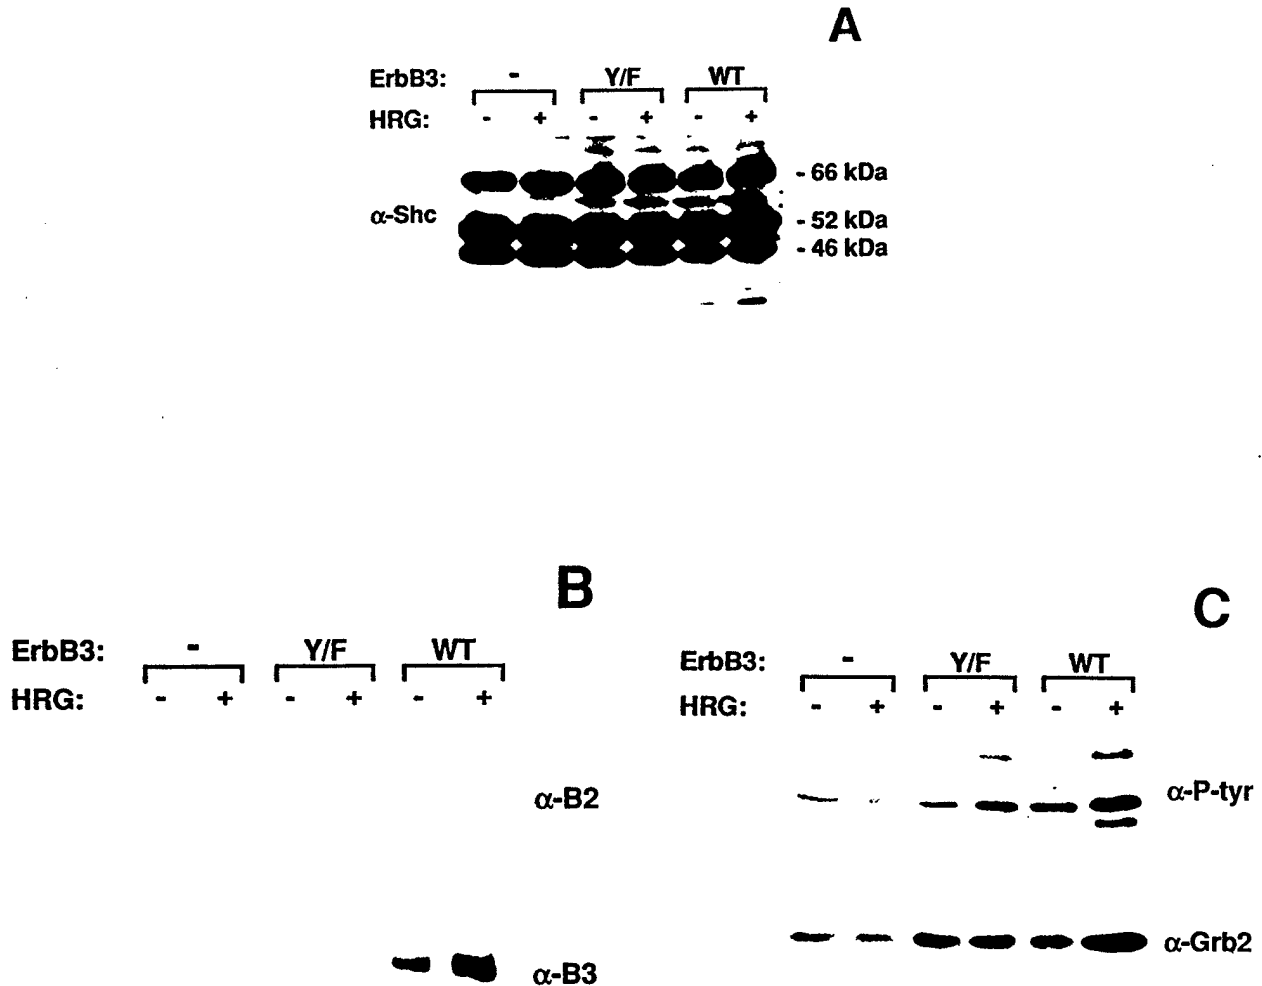 A
ErbB3: - Y/F WT
HRG: - + - + - +
- 66 kDa
α-Shc
- 52 kDa
- 46 kDa
B
ErbB3: - Y/F WT
HRG: - + - + - +
α-B2
α-B3
C
ErbB3: - Y/F WT
HRG: - + - + - +
α-P-tyr
α-Grb2